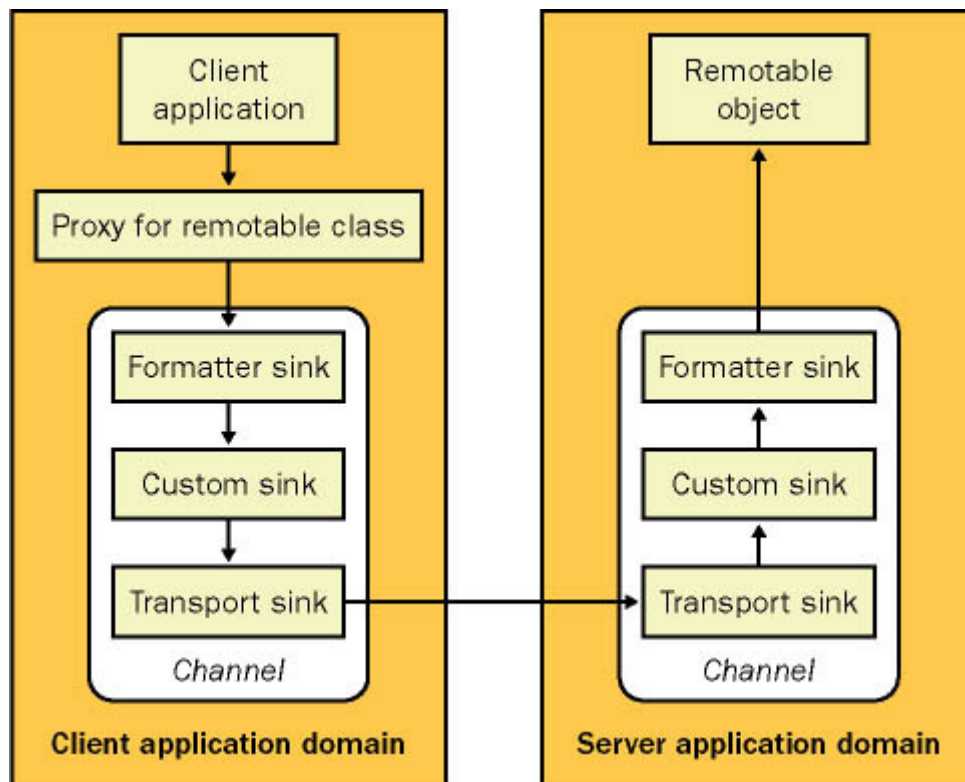 Client
application
Proxy for remotable class
Formatter sink
Custom sink
Transport sink
Channel
Client application domain
Remotable
object
Formatter sink
Custom sink
Transport sink
Channel
Server application domain